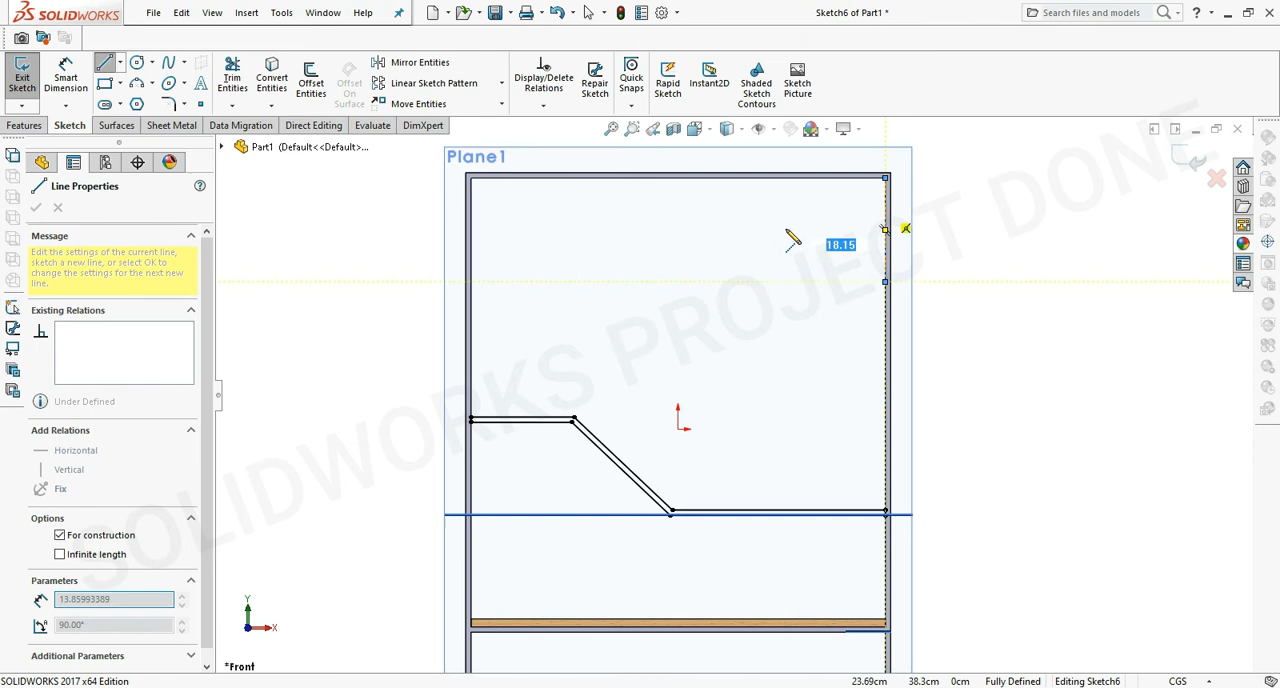 SOLIDWORKS
File Edit View Insert Tools Window Help
Sketch6 of Part1 *
Search files and models
Exit Sketch
Smart Dimension
Trim Entities
Convert Entities
Offset Entities
Offset On Surface
Mirror Entities
Linear Sketch Pattern
Move Entities
Display/Delete Relations
Repair Sketch
Quick Snaps
Rapid Sketch
Instant2D
Shaded Sketch Contours
Sketch Picture
Features Sketch Surfaces Sheet Metal Data Migration Direct Editing Evaluate DimXpert
Part1 (Default<<Default>...
Line Properties
Message
Edit the settings of the current line,
sketch a new line, or select OK to
change the settings for the next new
line.
Existing Relations
Under Defined
Add Relations
Horizontal
Vertical
Fix
Options
For construction
Infinite length
Parameters
13.85993389
90.00°
Additional Parameters
Plane1
18.15
SOLIDWORKS PROJECT DONE
Y
X
*Front
SOLIDWORKS 2017 x64 Edition
23.69cm 38.3cm 0cm Fully Defined Editing Sketch6 CGS